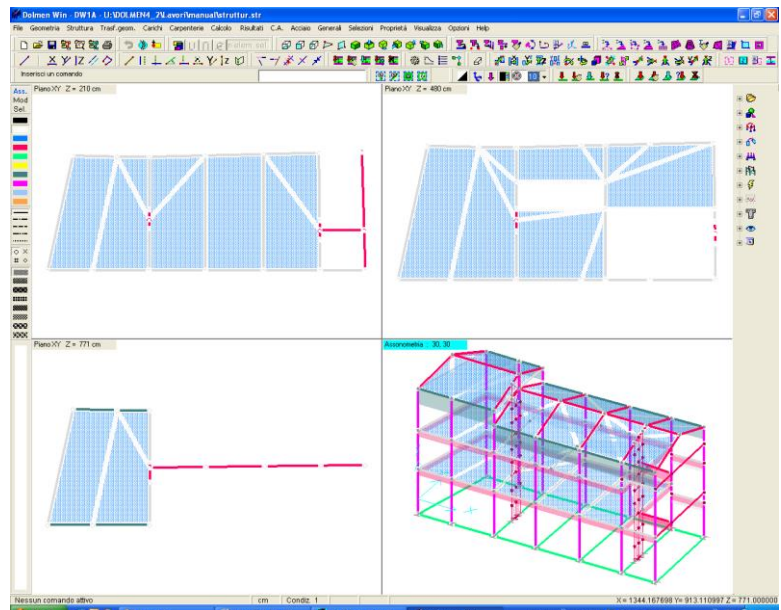 Dolmen Win - DW1A - U:\DOLMEN4_2\Lavori\manual\struttur.str
File Geometria Struttura Trasf.geom. Carichi Carpenterie Calcolo Risultati C.A. Acciaio Generali Selezioni Proprietà Visualizza Opzioni Help
Inserisci un comando
Ass.
Mod
Sel.
Piano XY Z = 210 cm
Piano XY Z = 480 cm
Piano XY Z = 771 cm
Assonometria : 30, 30
Nessun comando attivo
cm
Condiz. 1
X = 1344.167698 Y= 913.110997 Z = 771.000000